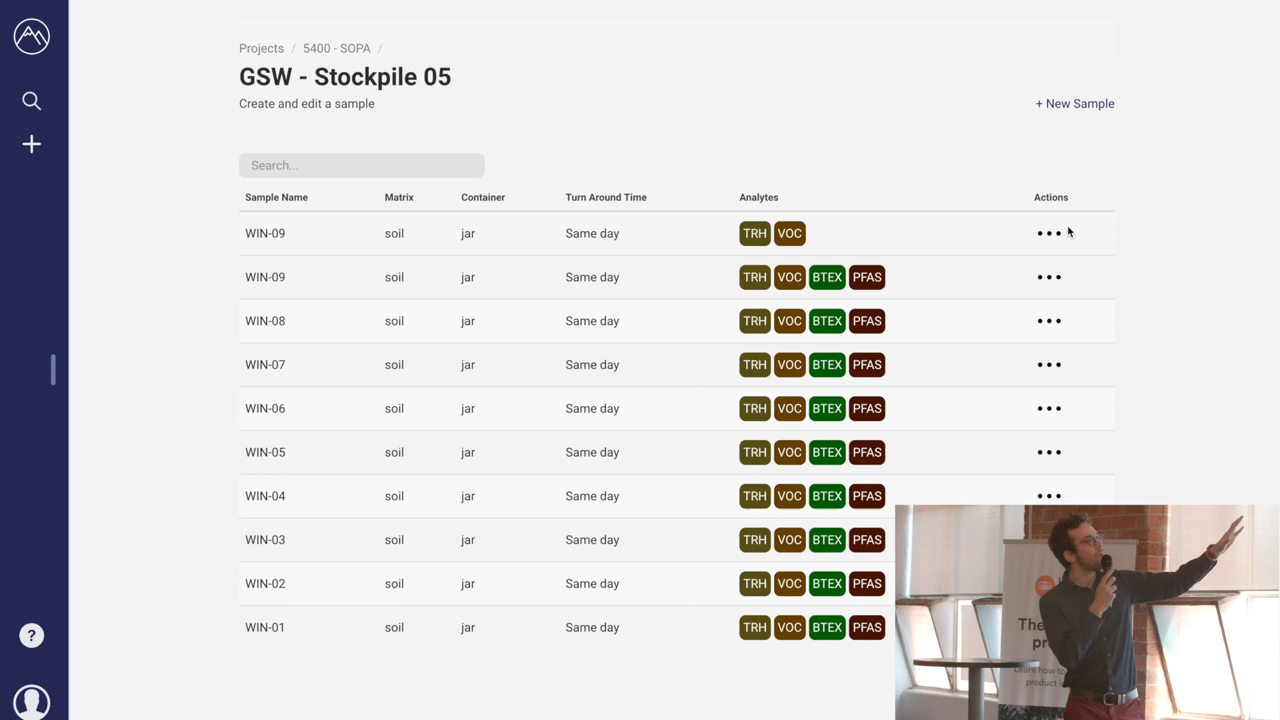 Projects / 5400 - SOPA /
GSW - Stockpile 05
Create and edit a sample
+ New Sample
Search...
Sample Name Matrix Container Turn Around Time Analytes Actions
WIN-09 soil jar Same day TRH VOC
WIN-09 soil jar Same day TRH VOC BTEX PFAS
WIN-08 soil jar Same day TRH VOC BTEX PFAS
WIN-07 soil jar Same day TRH VOC BTEX PFAS
WIN-06 soil jar Same day TRH VOC BTEX PFAS
WIN-05 soil jar Same day TRH VOC BTEX PFAS
WIN-04 soil jar Same day TRH VOC BTEX PFAS
WIN-03 soil jar Same day TRH VOC BTEX PFAS
WIN-02 soil jar Same day TRH VOC BTEX PFAS
WIN-01 soil jar Same day TRH VOC BTEX PFAS
?
The
pr
Learn how to
product